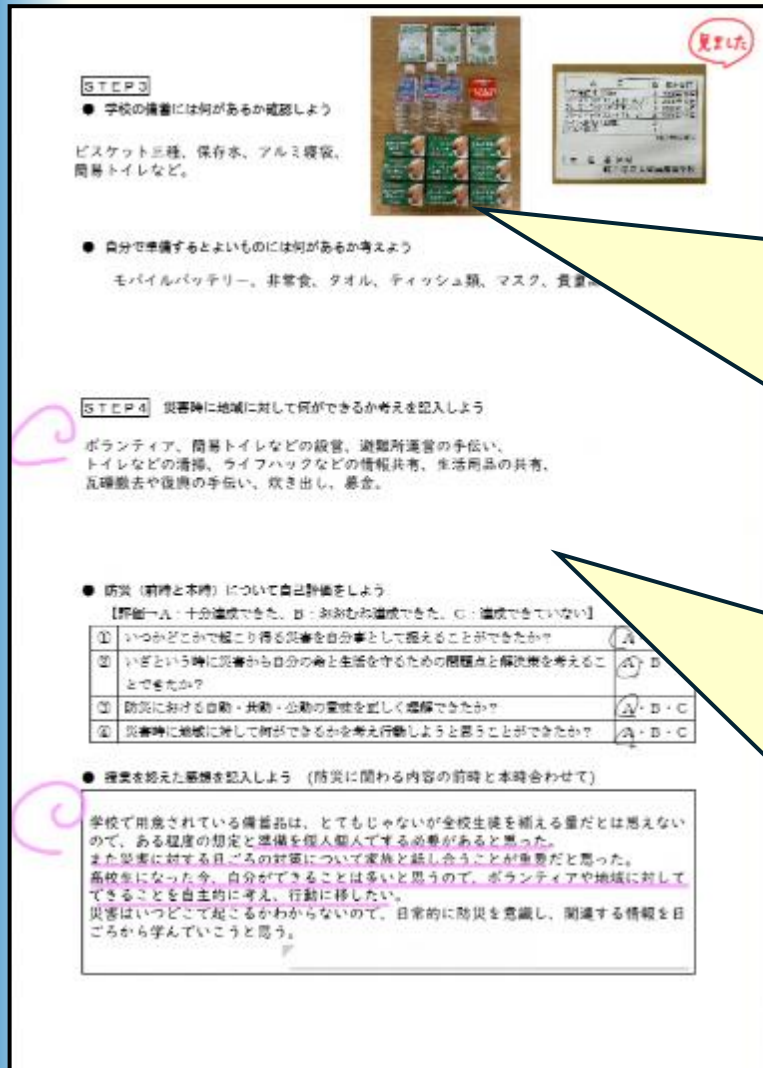 見ました
STEP3
● 学校の備蓄には何があるか確認しよう
ビスケット三種、保存水、アルミ寝袋、
簡易トイレなど。
● 自分で準備するとよいものには何があるか考えよう
モバイルバッテリー、非常食、タオル、ティッシュ類、マスク、貴重
STEP4 災害時に地域に対して何ができるか考えを記入しよう
ボランティア、簡易トイレなどの設営、避難所運営の手伝い、
トイレなどの清掃、ライフハックなどの情報共有、生活用品の共有、
瓦礫撤去や復興の手伝い、炊き出し、募金。
● 防災（前時と本時）について自己評価をしよう
【評価→A：十分達成できた、B：おおむね達成できた、C：達成できていない】
① いつかどこかで起こり得る災害を自分事として捉えることができたか？ A
② いざという時に災害から自分の命と生活を守るための問題点と解決策を考えるこ A・B
とできたか？
③ 防災における自助・共助・公助の意味を正しく理解できたか？ A・B・C
④ 災害時に地域に対して何ができるかを考え行動しようと思うことができたか？ A・B・C
● 授業を終えた感想を記入しよう （防災に関わる内容の前時と本時合わせて）
学校で用意されている備蓄品は、とてもじゃないが全校生徒を補える量だとは思えない
ので、ある程度の想定と準備を個人個人でする必要があると思った。
また災害に対する日ごろの対策について家族と話し合うことが重要だと思った。
高校生になった今、自分ができることは多いと思うので、ボランティアや地域に対して
できることを自主的に考え、行動に移したい。
災害はいつどこで起こるかわからないので、日常的に防災を意識し、関連する情報を日
ごろから学んでいこうと思う。